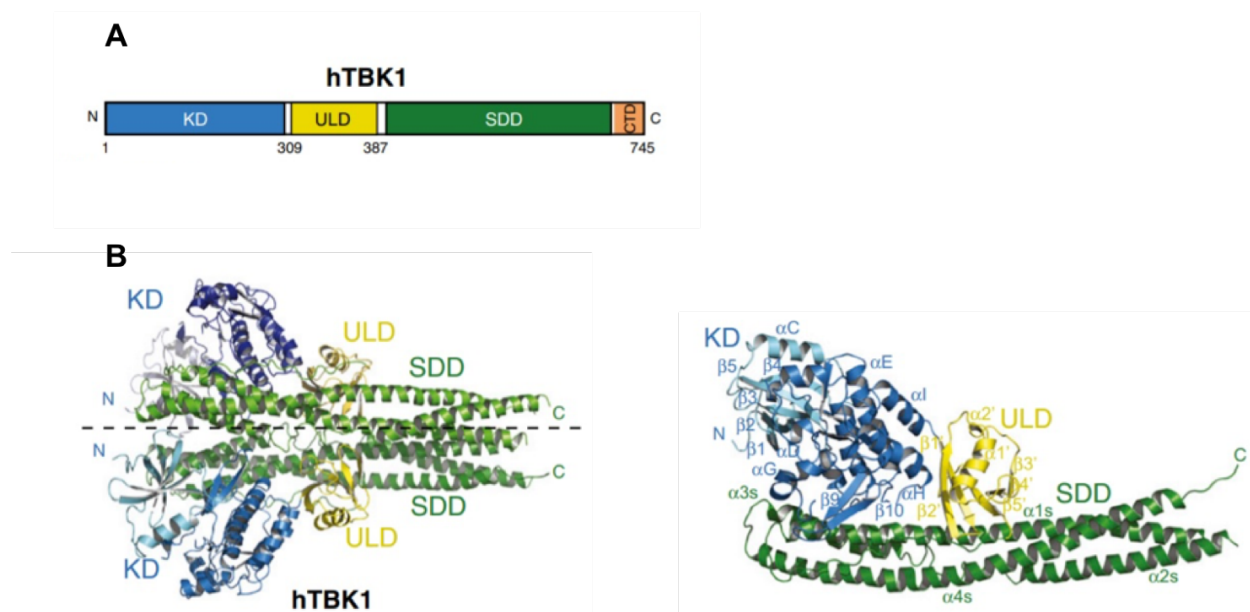 A
hTBK1
N KD ULD SDD CTD C
1 309 387 745
B
KD
ULD
SDD
N
C
N
C
SDD
ULD
KD
hTBK1
KD αC
β5 β4 αE
β3 αI
β2
N β1 αD
αG
α2' ULD
β1' α1'
β3'
β4'
αH
β9 β10 β2' β5'
α3s α1s SDD C
α4s α2s